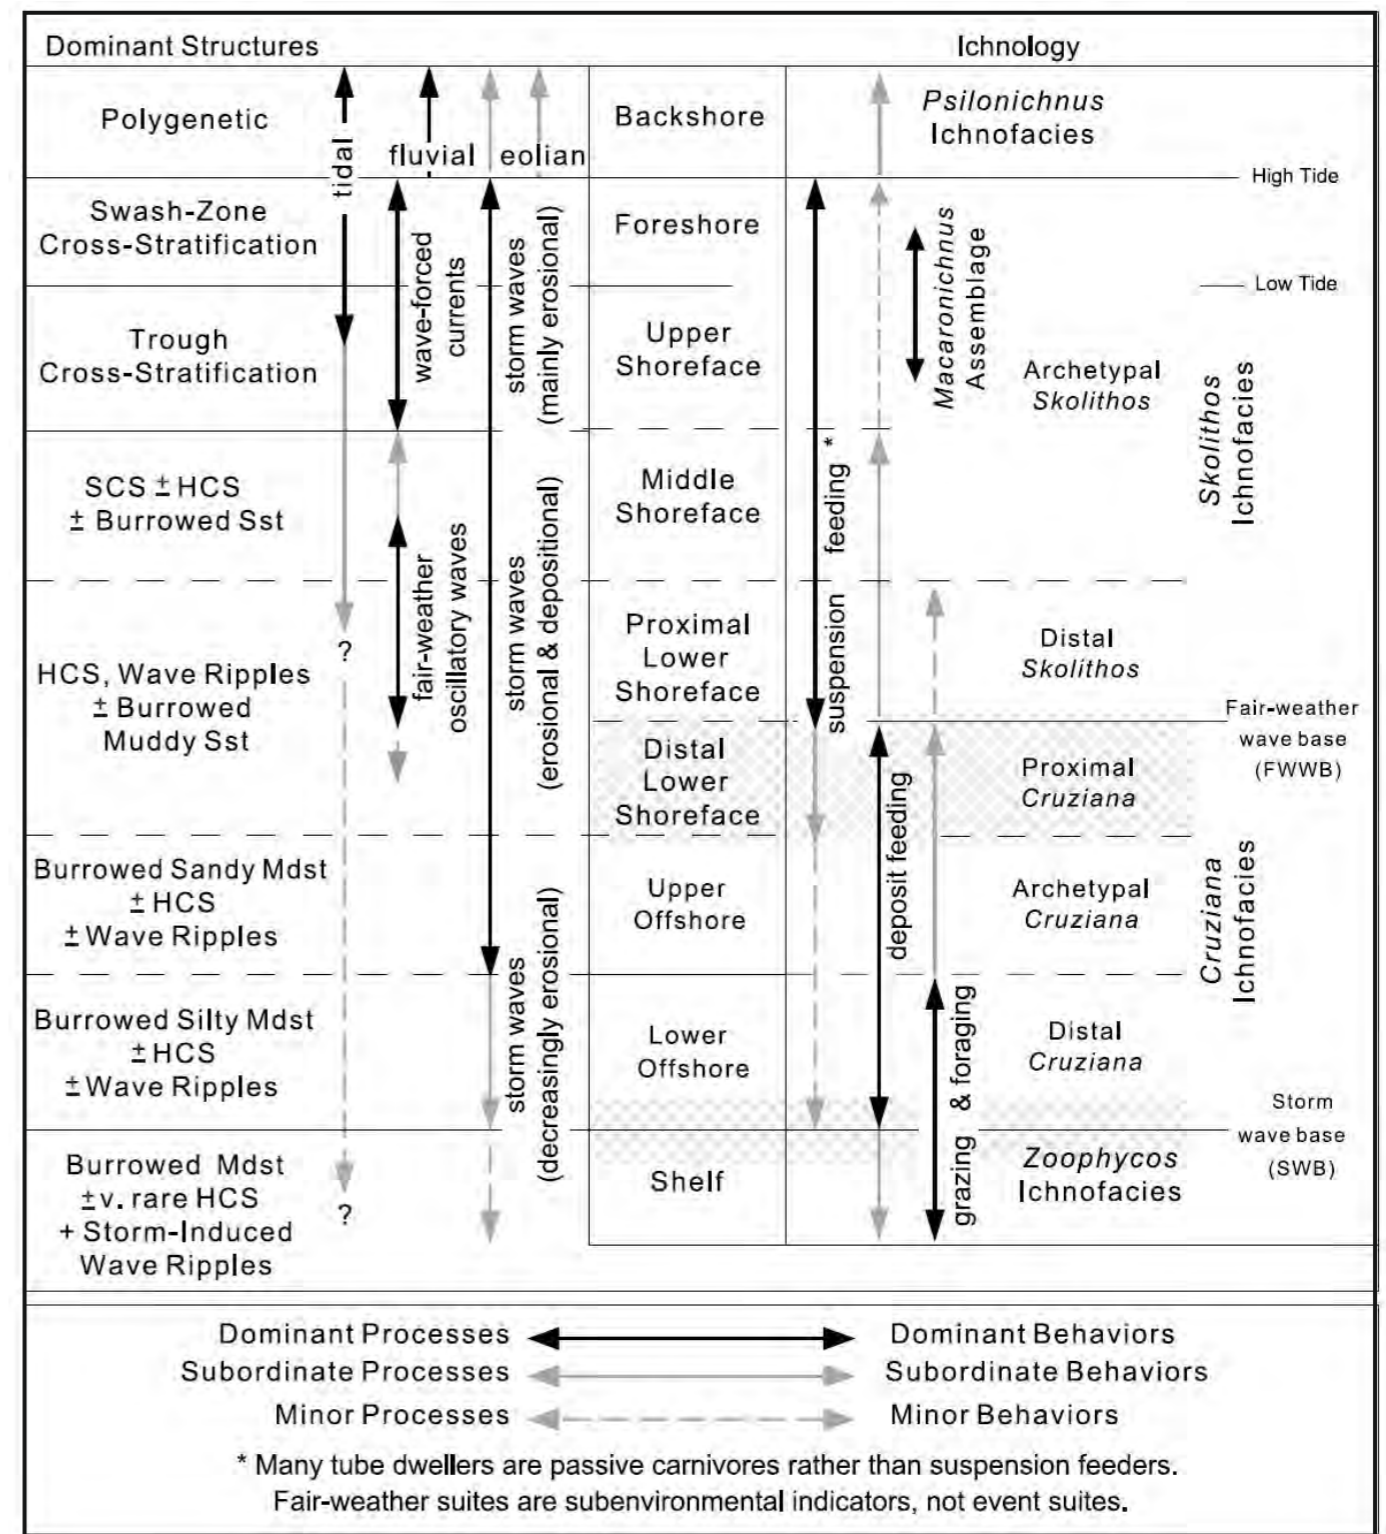 Dominant Structures
Ichnology
Polygenetic
tidal
fluvial
eolian
Backshore
Psilonichnus
Ichnofacies
High Tide
Swash-Zone
Cross-Stratification
wave-forced
currents
storm waves
(mainly erosional)
Foreshore
Macaronichnus
Assemblage
Low Tide
Trough
Cross-Stratification
Upper
Shoreface
Archetypal
Skolithos
Skolithos
Ichnofacies
SCS ± HCS
± Burrowed Sst
fair-weather
oscillatory waves
storm waves
(erosional & depositional)
Middle
Shoreface
suspension feeding *
HCS, Wave Ripples
± Burrowed
Muddy Sst
?
Proximal
Lower
Shoreface
Distal
Skolithos
Fair-weather
wave base
(FWWB)
Distal
Lower
Shoreface
deposit feeding
Proximal
Cruziana
Burrowed Sandy Mdst
± HCS
± Wave Ripples
storm waves
(decreasingly erosional)
Upper
Offshore
Archetypal
Cruziana
Cruziana
Ichnofacies
Burrowed Silty Mdst
±HCS
±Wave Ripples
Lower
Offshore
grazing & foraging
Distal
Cruziana
Storm
wave base
(SWB)
Burrowed Mdst
±v. rare HCS
+ Storm-Induced
Wave Ripples
?
Shelf
Zoophycos
Ichnofacies
Dominant Processes
Dominant Behaviors
Subordinate Processes
Subordinate Behaviors
Minor Processes
Minor Behaviors
* Many tube dwellers are passive carnivores rather than suspension feeders.
Fair-weather suites are subenvironmental indicators, not event suites.